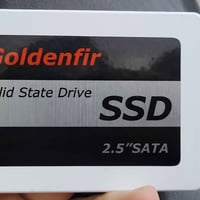 Goldenfir
lid State Drive
SSD
2.5”SATA